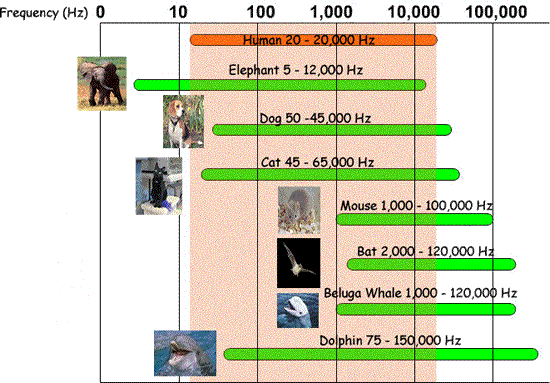 Frequency (Hz) 0 10 100 1,000 10,000 100,000
Human 20 - 20,000 Hz
Elephant 5 - 12,000 Hz
Dog 50 -45,000 Hz
Cat 45 - 65,000 Hz
Mouse 1,000 - 100,000 Hz
Bat 2,000 - 120,000 Hz
Beluga Whale 1,000 - 120,000 Hz
Dolphin 75 - 150,000 Hz